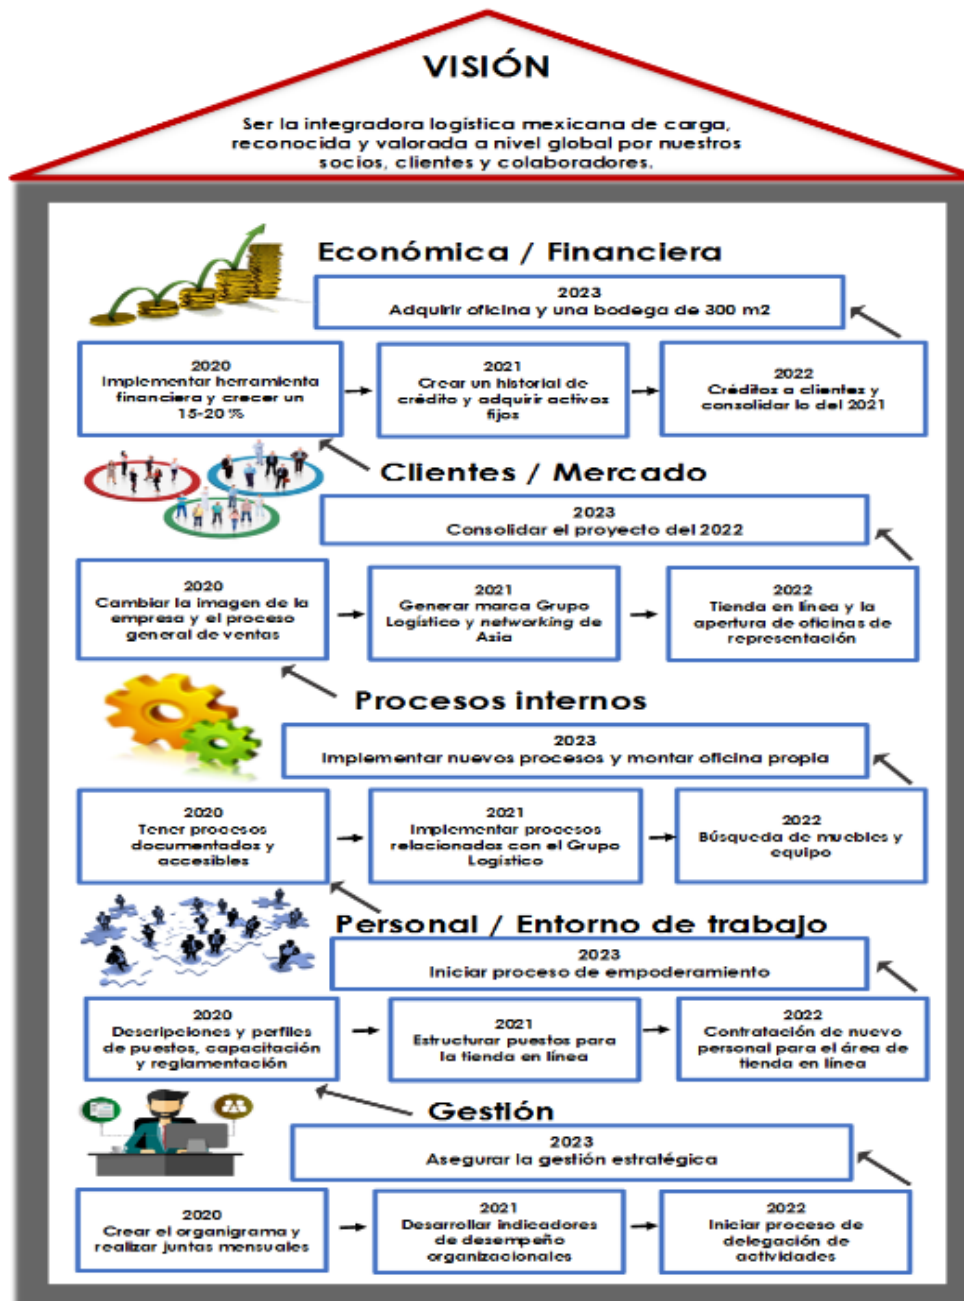 VISIÓN
Ser la integradora logística mexicana de carga,
reconocida y valorada a nivel global por nuestros
socios, clientes y colaboradores.
Económica / Financiera
2023
Adquirir oficina y una bodega de 300 m2
2020
Implementar herramienta
financiera y crecer un
15-20 %
2021
Crear un historial de
crédito y adquirir activos
fijos
2022
Créditos a clientes y
consolidar lo del 2021
Clientes / Mercado
2023
Consolidar el proyecto del 2022
2020
Cambiar la imagen de la
empresa y el proceso
general de ventas
2021
Generar marca Grupo
Logístico y networking de
Asia
2022
Tienda en línea y la
apertura de oficinas de
representación
Procesos internos
2023
Implementar nuevos procesos y montar oficina propia
2020
Tener procesos
documentados y
accesibles
2021
Implementar procesos
relacionados con el Grupo
Logístico
2022
Búsqueda de muebles y
equipo
Personal / Entorno de trabajo
2023
Iniciar proceso de empoderamiento
2020
Descripciones y perfiles
de puestos, capacitación
y reglamentación
2021
Estructurar puestos para
la tienda en línea
2022
Contratación de nuevo
personal para el área de
tienda en línea
Gestión
2023
Asegurar la gestión estratégica
2020
Crear el organigrama y
realizar juntas mensuales
2021
Desarrollar indicadores
de desempeño
organizacionales
2022
Iniciar proceso de
delegación de
actividades